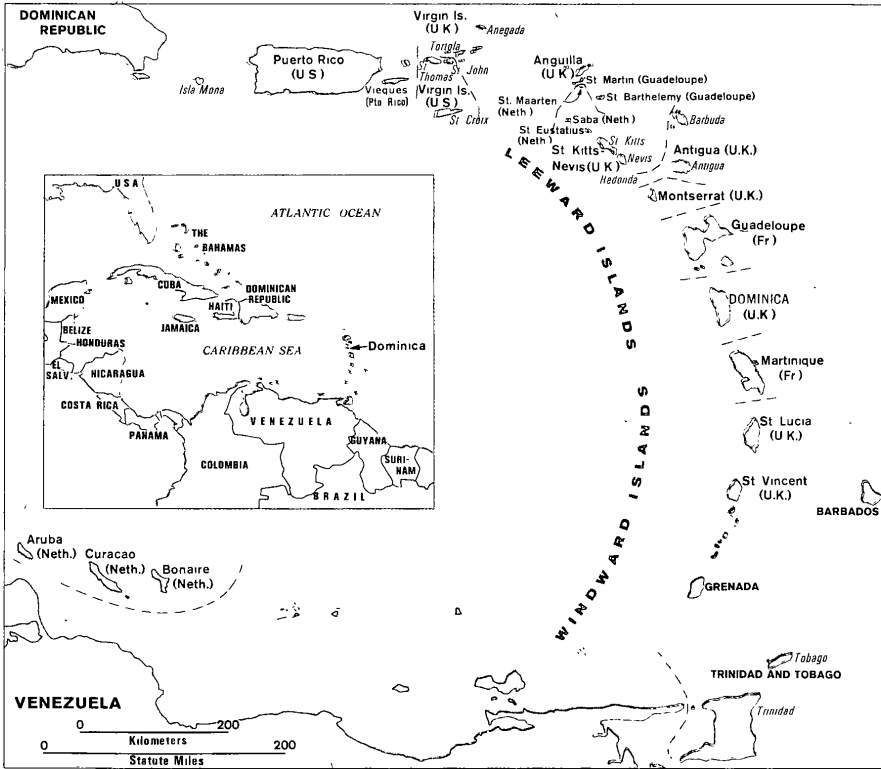 DOMINICAN
REPUBLIC
Isla Mona
Puerto Rico
(U S)
Vieques
(Pto Rico)
Virgin Is.
(U K)
Anegada
Tortola
St
Thomas
St John
Virgin Is.
(U S)
St Croix
Anguilla
(U K)
St Martin (Guadeloupe)
St. Maarten
(Neth)
St Barthelemy (Guadeloupe)
Saba (Neth)
St Eustatius
(Neth)
St Kitts
Nevis (U K)
St Kitts
Nevis
Barbuda
Antigua (U.K.)
Antigua
Redonda
Montserrat (U.K.)
Guadeloupe
(Fr)
DOMINICA
(U.K)
Martinique
(Fr)
St Lucia
(U K.)
St Vincent
(U.K.)
BARBADOS
GRENADA
Tobago
TRINIDAD AND TOBAGO
Trinidad
LEEWARD ISLANDS
WINDWARD ISLANDS
USA
ATLANTIC OCEAN
THE
BAHAMAS
CUBA
DOMINICAN
REPUBLIC
HAITI
MEXICO
JAMAICA
BELIZE
HONDURAS
CARIBBEAN SEA
Dominica
EL
SALV.
NICARAGUA
COSTA RICA
PANAMA
VENEZUELA
GUYANA
SURI-
NAM
COLOMBIA
BRAZIL
Aruba
(Neth.)
Curacao
(Neth.)
Bonaire
(Neth.)
VENEZUELA
0 200
Kilometers
0 200
Statute Miles